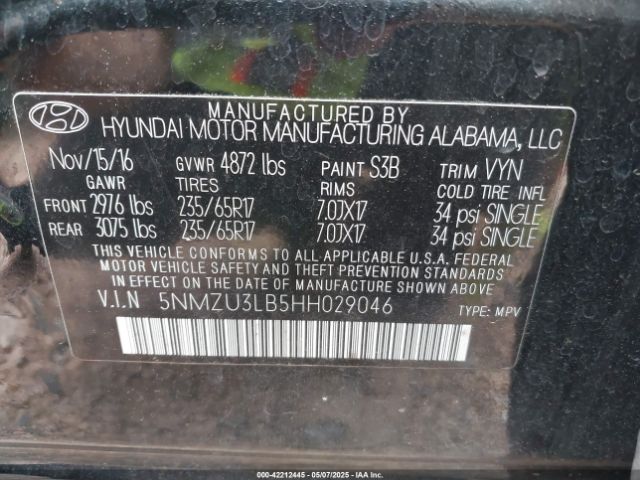 MANUFACTURED BY
HYUNDAI MOTOR MANUFACTURING ALABAMA, LLC
Nov/15/16 GVWR 4872 lbs PAINT S3B TRIM VYN
GAWR TIRES RIMS COLD TIRE INFL
FRONT 2976 lbs 235/65R17 7.0JX17 34 psi SINGLE
REAR 3075 lbs 235/65R17 7.0JX17 34 psi SINGLE
THIS VEHICLE CONFORMS TO ALL APPLICABLE U.S.A. FEDERAL
MOTOR VEHICLE SAFETY AND THEFT PREVENTION STANDARDS
IN EFFECT ON THE DATE OF MANUFACTURE SHOWN ABOVE.
V.I.N 5NMZU3LB5HH029046 TYPE: MPV
000-42212445 - 05/07/2025 - IAA Inc.